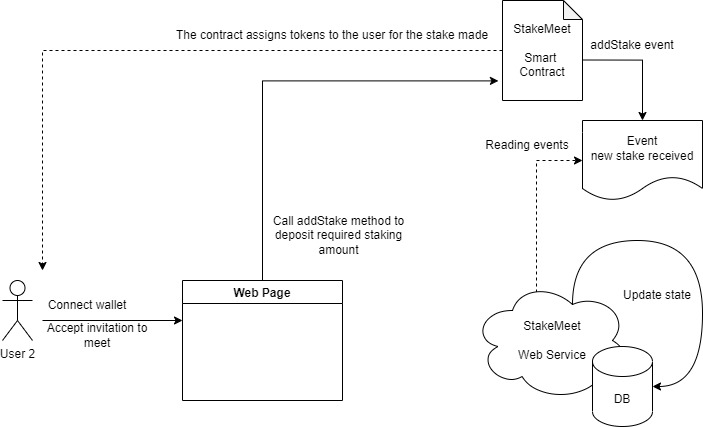 The contract assigns tokens to the user for the stake made
StakeMeet
Smart
Contract
addStake event
Event
new stake received
Reading events
Call addStake method to
deposit required staking
amount
Connect wallet
Accept invitation to
meet
User 2
Web Page
StakeMeet
Web Service
Update state
DB